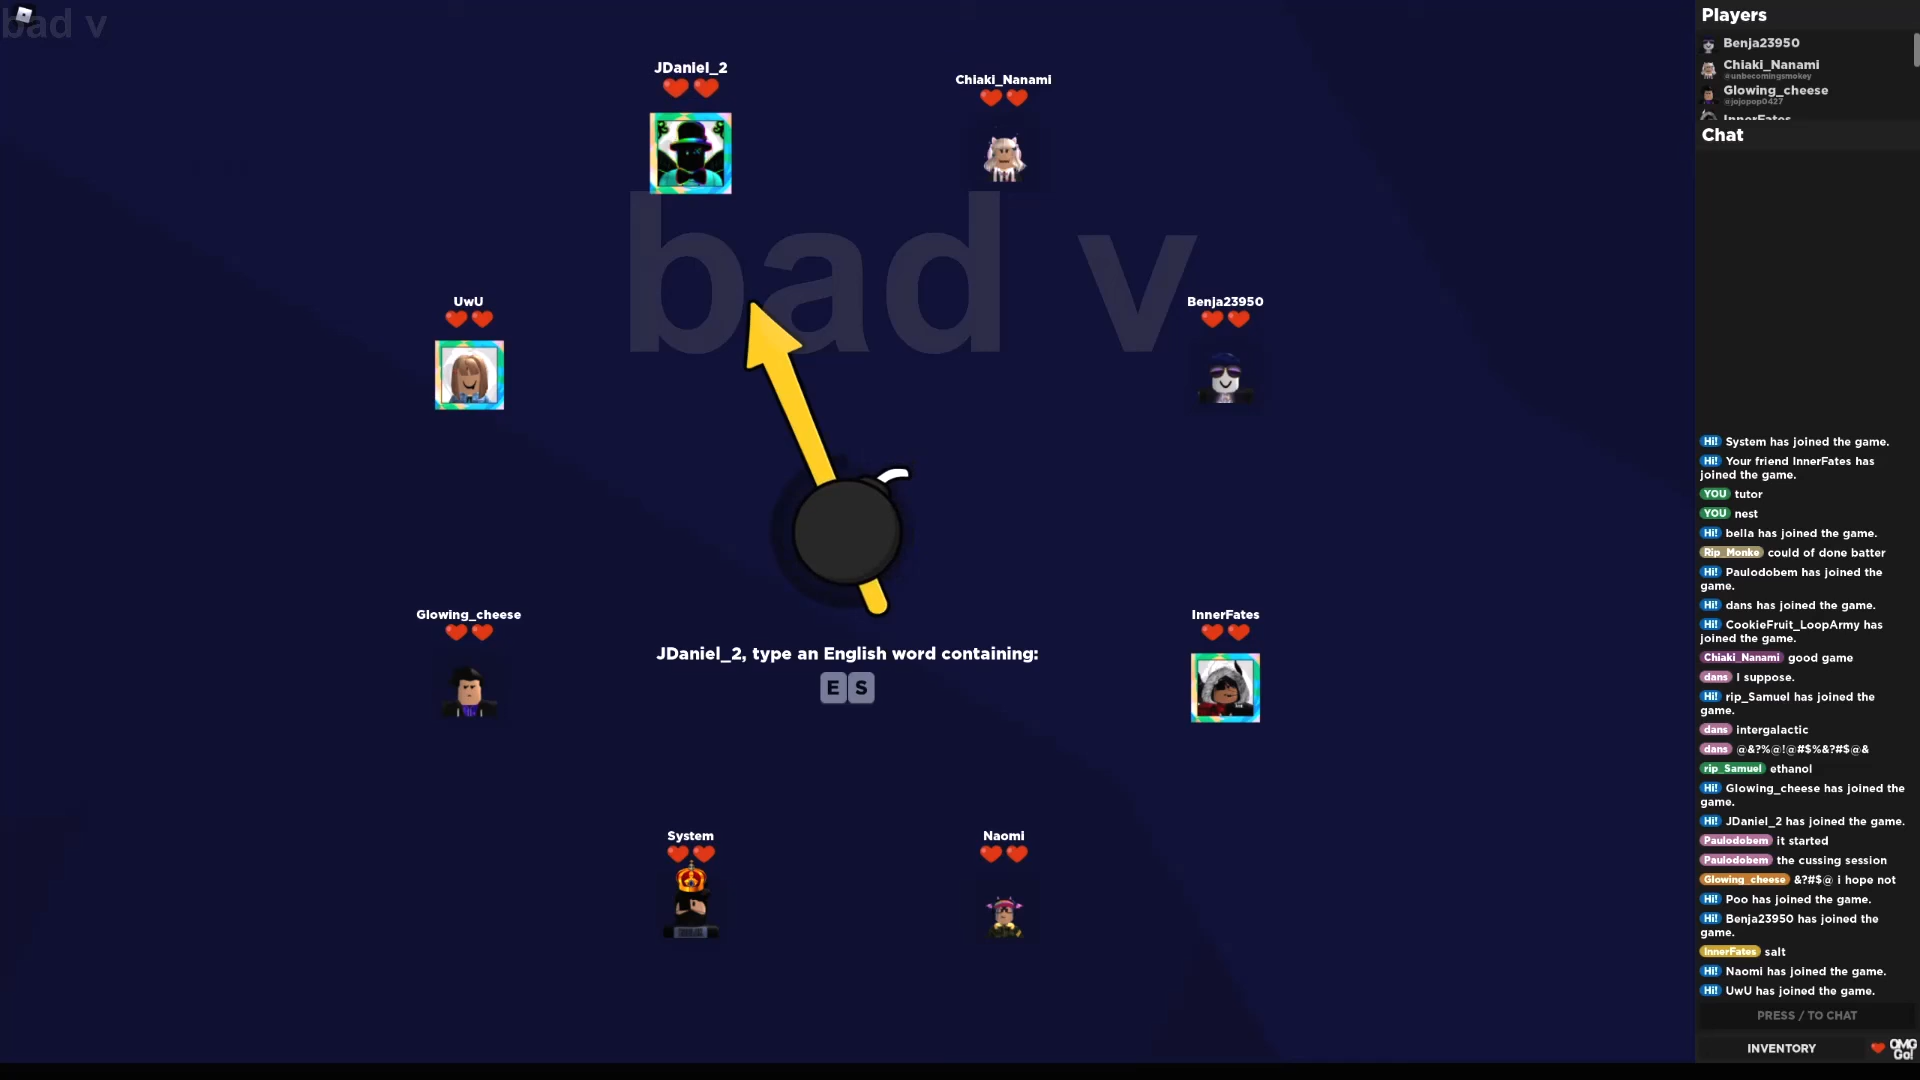 bad v
JDaniel_2
Chiaki_Nanami
bad v
UwU
Benja23950
Glowing_cheese
InnerFates
JDaniel_2, type an English word containing:
E S
System
Naomi
Players
Benja23950
Chiaki_Nanami
@unbecomingsmokey
Glowing_cheese
@jojopop0427
InnerFates
Chat
Hi! System has joined the game.
Hi! Your friend InnerFates has
joined the game.
YOU tutor
YOU nest
Hi! bella has joined the game.
Rip_Monke could of done batter
Hi! Paulodobem has joined the
game.
Hi! dans has joined the game.
Hi! CookieFruit_LoopArmy has
joined the game.
Chiaki_Nanami good game
dans I suppose.
Hi! rip_Samuel has joined the
game.
dans intergalactic
dans @&?%@!@#$%&?#$@&
rip_Samuel ethanol
Hi! Glowing_cheese has joined the
game.
Hi! JDaniel_2 has joined the game.
Paulodobem it started
Paulodobem the cussing session
Glowing_cheese &?#$@ i hope not
Hi! Poo has joined the game.
Hi! Benja23950 has joined the
game.
InnerFates salt
Hi! Naomi has joined the game.
Hi! UwU has joined the game.
PRESS / TO CHAT
INVENTORY
OMG
Go!